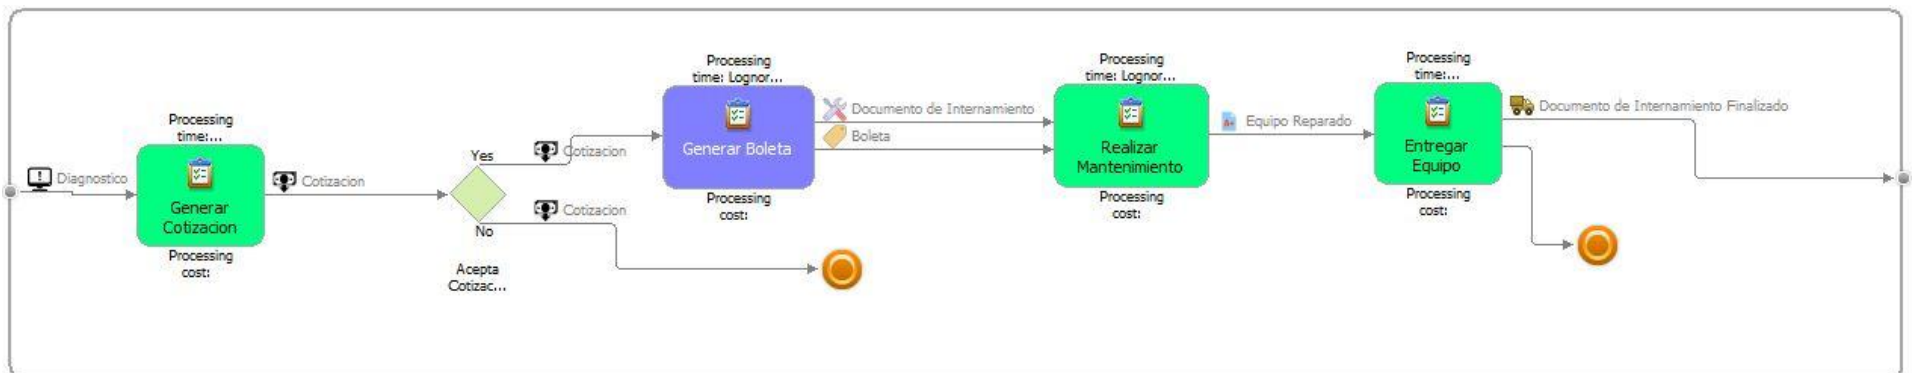 Diagnostico
Processing
time:...
Generar
Cotizacion
Processing
cost:
Cotizacion
Yes
No
Acepta
Cotizac...
Cotizacion
Cotizacion
Processing
time: Lognor...
Generar Boleta
Processing
cost:
Documento de Internamiento
Boleta
Processing
time: Lognor...
Realizar
Mantenimiento
Processing
cost:
Equipo Reparado
Processing
time:...
Entregar
Equipo
Processing
cost:
Documento de Internamiento Finalizado